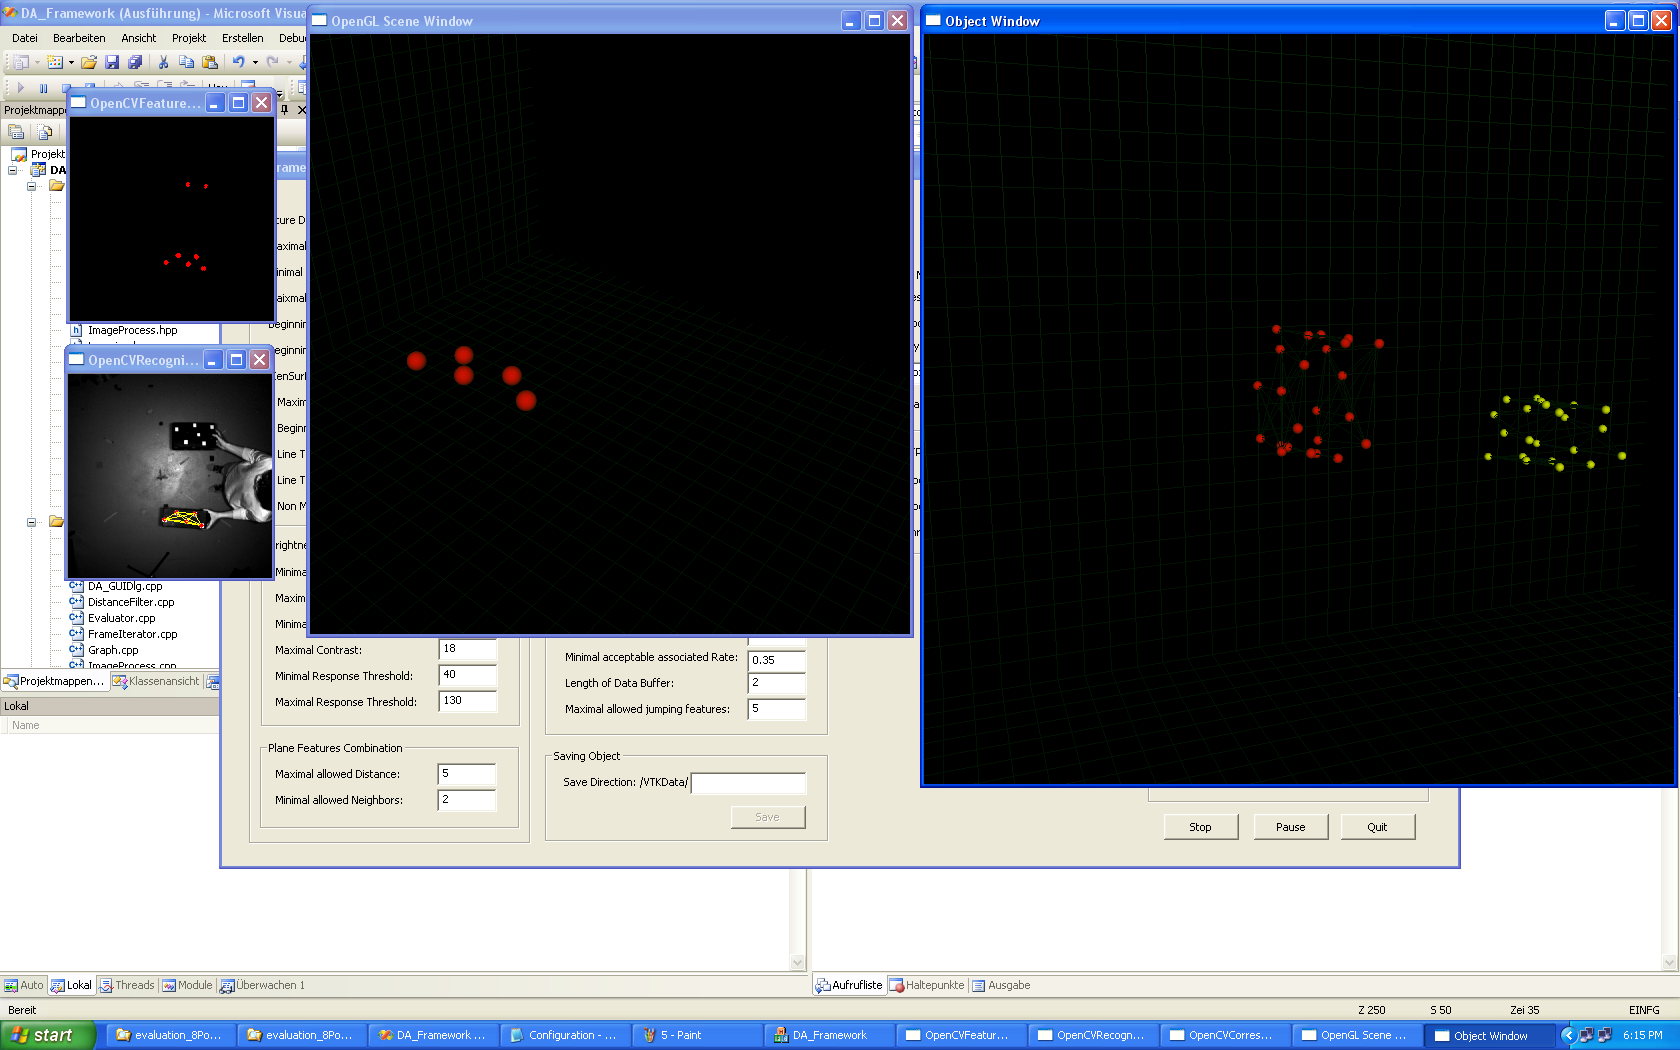 DA_Framework (Ausführung) - Microsoft Visua
OpenGL Scene Window
Object Window
Datei Bearbeiten Ansicht Projekt Erstellen Debu
OpenCVFeature...
Projektmapp
Projekt
DA
rame
ture D
aximal
inimal
aixmal
Beginnin
ImageProcess.hpp
eginnin
OpenCVRecogni...
Maxim
Beginn
Line T
Line T
Non M
rightne
Minima
DA_GUIDlg.cpp
Maxim
DistanceFilter.cpp
Evaluator.cpp
Minima
FrameIterator.cpp
Graph.cpp
ImageProcess.cpp
Maximal Contrast: 18
Minimal Response Threshold: 40
Maximal Response Threshold: 130
Minimal acceptable associated Rate: 0.35
Length of Data Buffer: 2
Maximal allowed jumping features: 5
Projektmappen... Klassenansicht
Lokal
Name
Plane Features Combination
Maximal allowed Distance: 5
Minimal allowed Neighbors: 2
Saving Object
Save Direction: /VTKData/
Save
Stop Pause Quit
Auto Lokal Threads Module Überwachen 1
Aufrufliste Haltepunkte Ausgabe
Bereit Z 250 S 50 Zei 35 EINFG
start evaluation_8Po... evaluation_8Po... DA_Framework ... Configuration - ... 5 - Paint DA_Framework OpenCVFeatur... OpenCVRecogn... OpenCVCorres... OpenGL Scene ... Object Window 6:15 PM